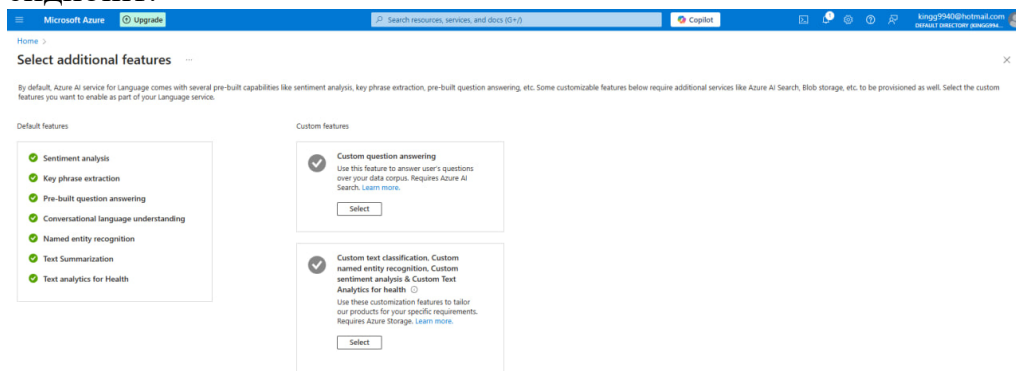 Microsoft Azure
Upgrade
Search resources, services, and docs (G+/)
Copilot
kingg9940@hotmail.com
Home >
Select additional features ...
By default, Azure AI service for Language comes with several pre-built capabilities like sentiment analysis, key phrase extraction, pre-built question answering, etc. Some customizable features below require additional services like Azure AI Search, Blob storage, etc. to be provisioned as well. Select the custom
features you want to enable as part of your Language service.
Default features
Sentiment analysis
Key phrase extraction
Pre-built question answering
Conversational language understanding
Named entity recognition
Text Summarization
Text analytics for Health
Custom features
Custom question answering
Use this feature to answer user's questions
over your data corpus. Requires Azure AI
Search. Learn more.
Select
Custom text classification, Custom
named entity recognition, Custom
sentiment analysis & Custom Text
Analytics for health
Use these customization features to tailor
our products for your specific requirements.
Requires Azure Storage. Learn more.
Select